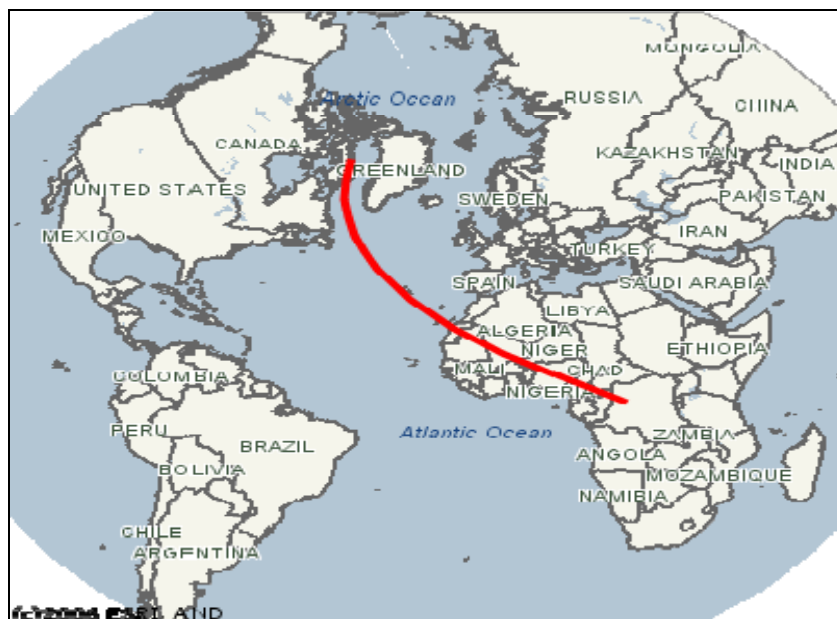 MONGOLIA
Arctic Ocean
RUSSIA
CHINA
CANADA
KAZAKHSTAN
INDIA
GREENLAND
UNITED STATES
SWEDEN
PAKISTAN
MEXICO
IRAN
TURKEY
SPAIN
SAUDI ARABIA
LIBYA
ALGERIA
NIGER
ETHIOPIA
MALI
CHAD
COLOMBIA
NIGERIA
PERU
Atlantic Ocean
ZAMBIA
BRAZIL
ANGOLA
BOLIVIA
MOZAMBIQUE
NAMIBIA
CHILE
ARGENTINA
(c)2004 ESRI, AND